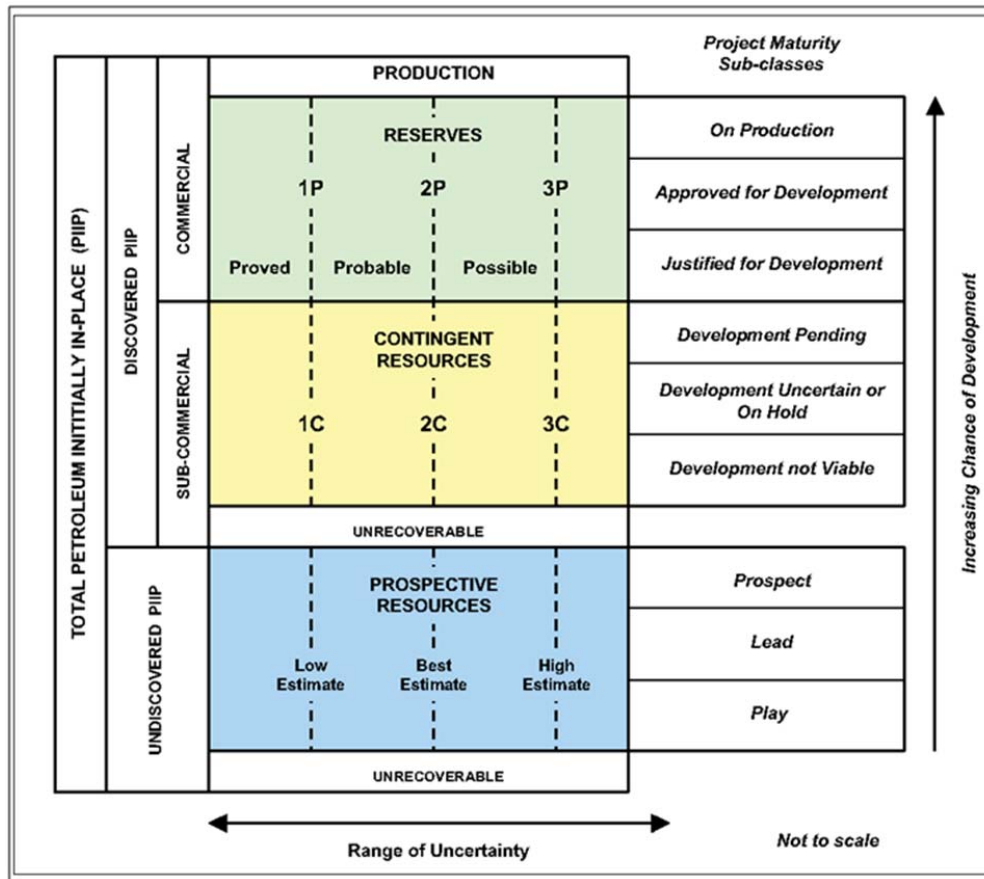 Project Maturity
Sub-classes
PRODUCTION
RESERVES
1P 2P 3P
Proved Probable Possible
On Production
Approved for Development
Justified for Development
CONTINGENT
RESOURCES
1C 2C 3C
Development Pending
Development Uncertain or
On Hold
Development not Viable
UNRECOVERABLE
PROSPECTIVE
RESOURCES
Low
Estimate
Best
Estimate
High
Estimate
Prospect
Lead
Play
UNRECOVERABLE
TOTAL PETROLEUM INITITIALLY IN-PLACE (PIIP)
DISCOVERED PIIP
UNDISCOVERED PIIP
COMMERCIAL
SUB-COMMERCIAL
Increasing Chance of Development
Range of Uncertainty
Not to scale